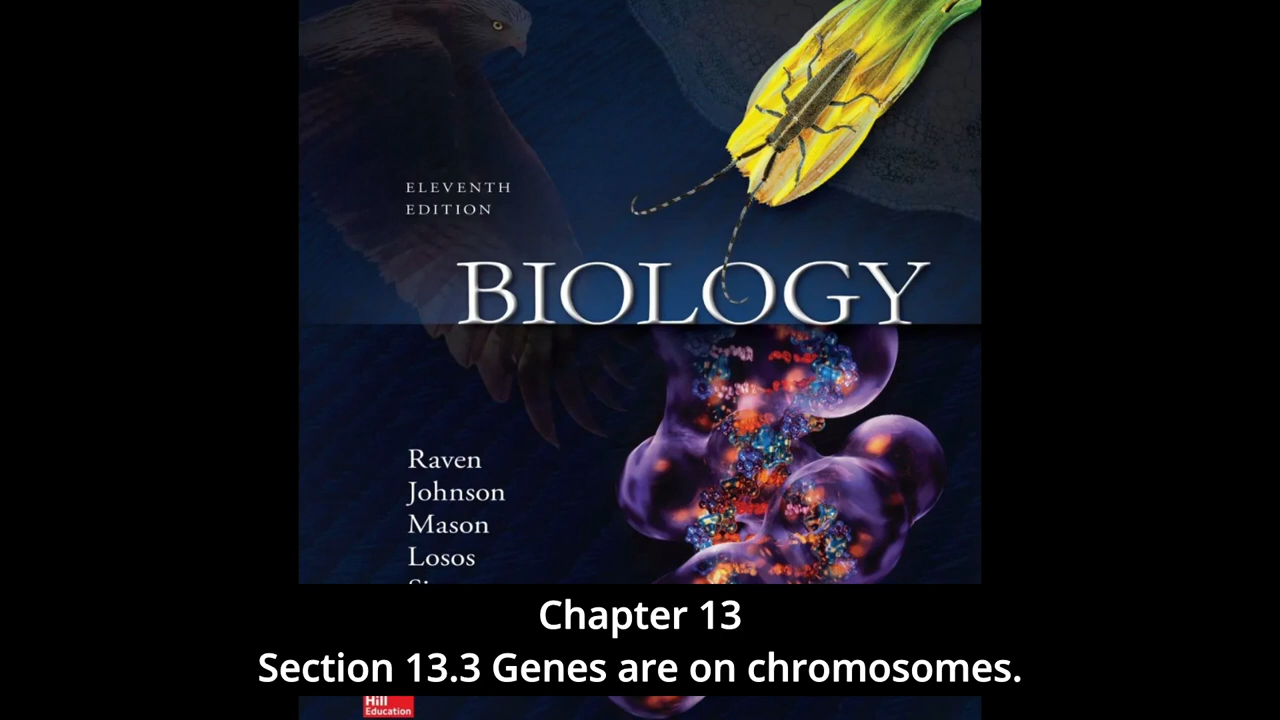 ELEVENTH
EDITION
BIOLOGY
Raven
Johnson
Mason
Losos
Chapter 13
Section 13.3 Genes are on chromosomes.
Hill
Education